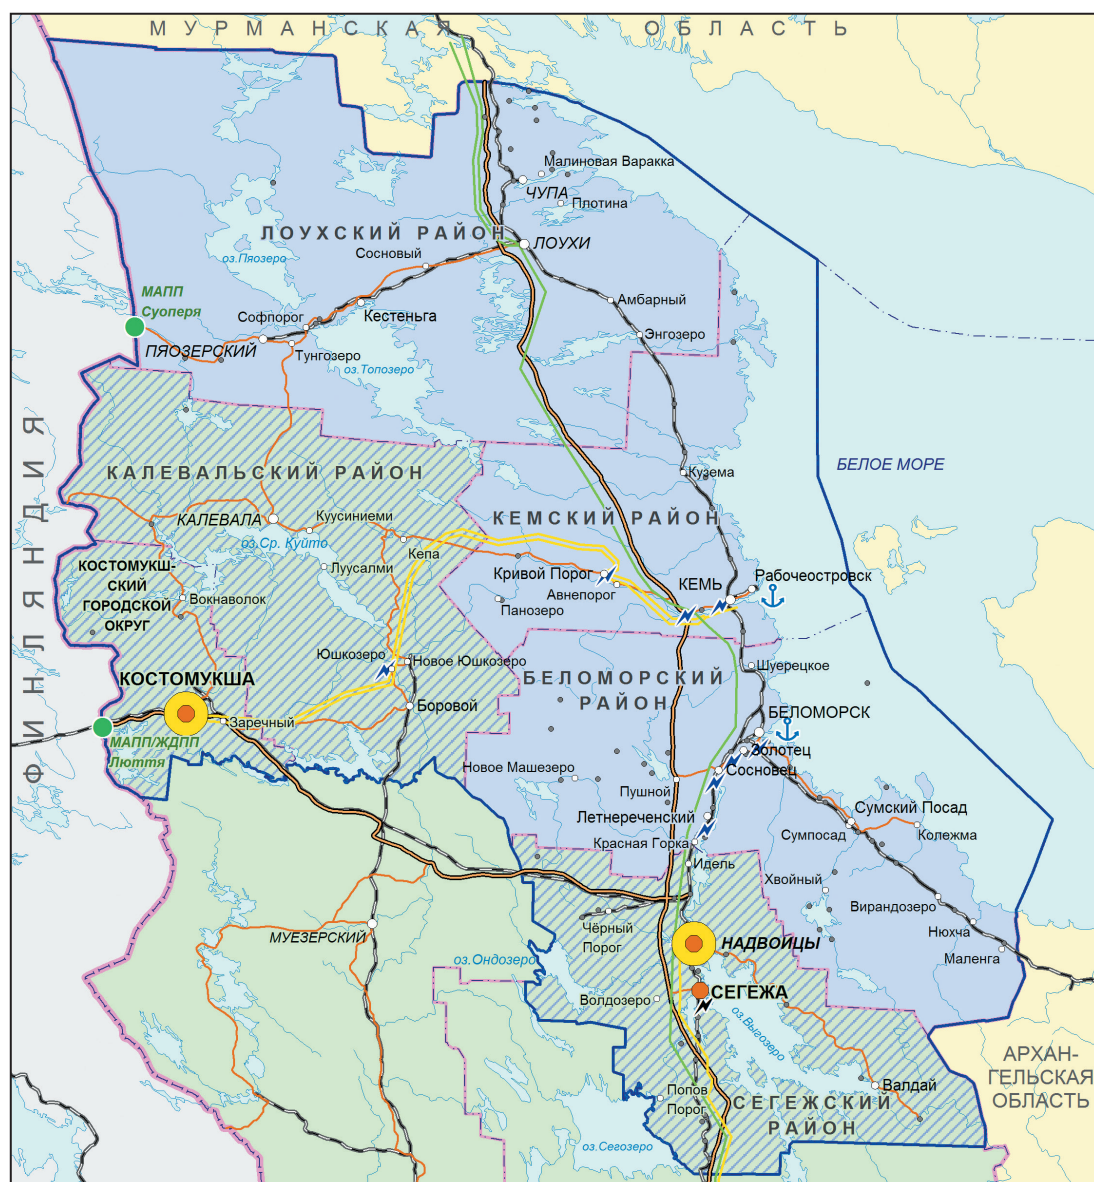 МУРМАНСКАЯ ОБЛАСТЬ
Малиновая Варакка
ЧУПА
Плотина
ЛОУХСКИЙ РАЙОН
ЛОУХИ
Сосновый
оз.Пяозеро
МАПП
Суоперя
Амбарный
Софпорог
Кестеньга
Энгозеро
ПЯОЗЕРСКИЙ
Тунгозеро
оз.Топозеро
ФИНЛЯНДИЯ
КАЛЕВАЛЬСКИЙ РАЙОН
БЕЛОЕ МОРЕ
Кузема
КАЛЕВАЛА
Куусиниеми
КЕМСКИЙ РАЙОН
оз.Ср. Куйто
Кепа
КОСТОМУКШ-
СКИЙ
ГОРОДСКОЙ
ОКРУГ
Луусалми
Кривой Порог
Авнепорог
КЕМЬ
Рабочеостровск
Вокнаволок
Панозеро
Юшкозеро
Новое Юшкозеро
Шуерецкое
КОСТОМУКША
БЕЛОМОРСКИЙ
РАЙОН
Боровой
БЕЛОМОРСК
Заречный
МАПП/ЖДПП
Люття
Золотец
Новое Машезеро
Сосновец
Пушной
Летнереченский
Сумский Посад
Сумпосад
Колежма
Красная Горка
Идель
Хвойный
Вирандозеро
Чёрный
Порог
Нюхча
МУЕЗЕРСКИЙ
НАДВОИЦЫ
Маленга
оз.Ондозеро
СЕГЕЖА
Волдозеро
оз.Выгозеро
АРХАН-
ГЕЛЬСКАЯ
ОБЛАСТЬ
Валдай
Попов
Порог
СЕГЕЖСКИЙ
РАЙОН
оз.Сегозеро